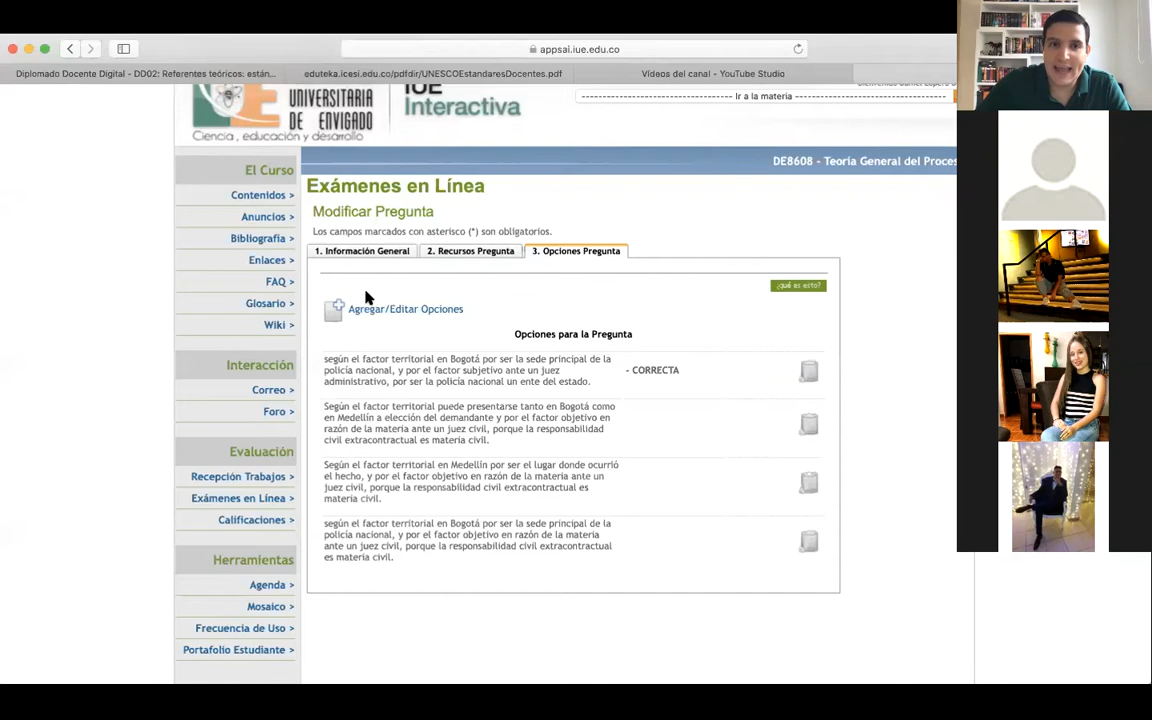 appsai.iue.edu.co
Diplomado Docente Digital - DD02: Referentes teóricos: están...
eduteka.icesi.edu.co/pdfdir/UNESCOEstandaresDocentes.pdf
Vídeos del canal - YouTube Studio
UNIVERSITARIA
DE ENVIGADO
Ciencia, educación y desarrollo
IUE
Interactiva
Ir a la materia
DE8608 - Teoría General del Proces
El Curso
Contenidos >
Anuncios >
Bibliografía >
Enlaces >
FAQ >
Glosario >
Wiki >
Interacción
Correo >
Foro >
Evaluación
Recepción Trabajos >
Exámenes en Línea >
Calificaciones >
Herramientas
Agenda >
Mosaico >
Frecuencia de Uso >
Portafolio Estudiante >
Exámenes en Línea
Modificar Pregunta
Los campos marcados con asterisco (*) son obligatorios.
1. Información General
2. Recursos Pregunta
3. Opciones Pregunta
¿qué es esto?
Agregar/Editar Opciones
Opciones para la Pregunta
según el factor territorial en Bogotá por ser la sede principal de la
policía nacional, y por el factor subjetivo ante un juez
administrativo, por ser la policía nacional un ente del estado.
- CORRECTA
Según el factor territorial puede presentarse tanto en Bogotá como
en Medellín a elección del demandante y por el factor objetivo en
razón de la materia ante un juez civil, porque la responsabilidad
civil extracontractual es materia civil.
Según el factor territorial en Medellín por ser el lugar donde ocurrió
el hecho, y por el factor objetivo en razón de la materia ante un
juez civil, porque la responsabilidad civil extracontractual es
materia civil.
según el factor territorial en Bogotá por ser la sede principal de la
policía nacional, y por el factor objetivo en razón de la materia
ante un juez civil, porque la responsabilidad civil extracontractual
es materia civil.